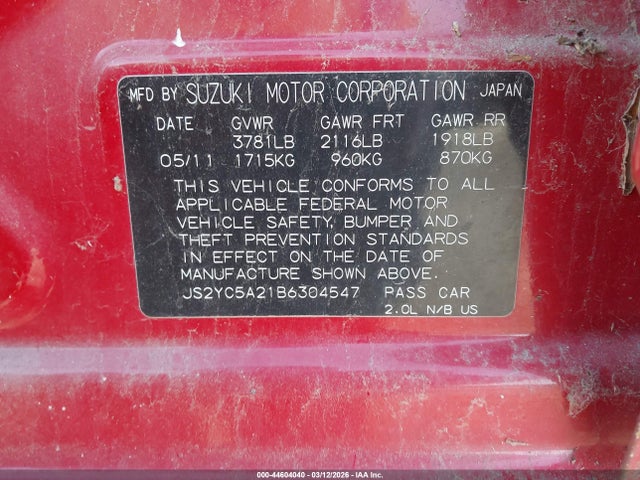 MFD BY SUZUKI MOTOR CORPORATION JAPAN
DATE GVWR GAWR FRT GAWR RR
3781LB 2116LB 1918LB
05/11 1715KG 960KG 870KG
THIS VEHICLE CONFORMS TO ALL
APPLICABLE FEDERAL MOTOR
VEHICLE SAFETY, BUMPER AND
THEFT PREVENTION STANDARDS
IN EFFECT ON THE DATE OF
MANUFACTURE SHOWN ABOVE.
JS2YC5A21B6304547 PASS CAR
2.0L N/B US
000-44604040 - 03/12/2026 - IAA Inc.